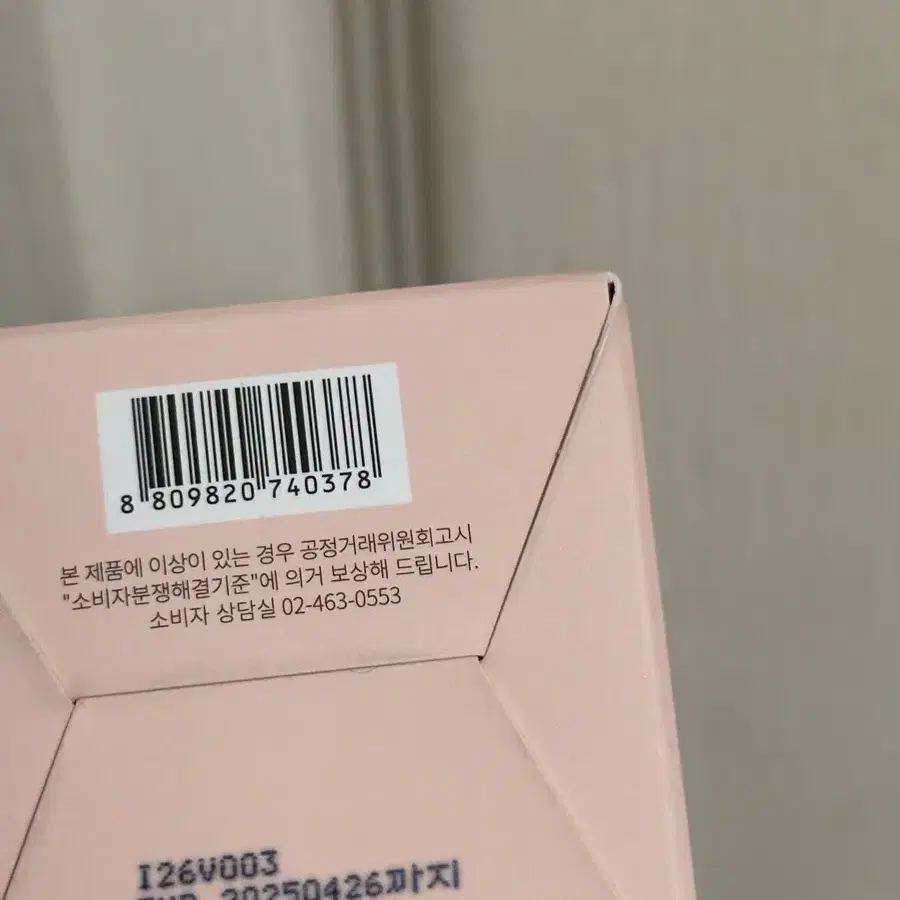 8 809820 740378
본 제품에 이상이 있는 경우 공정거래위원회고시
"소비자분쟁해결기준"에 의거 보상해 드립니다.
소비자 상담실 02-463-0553
I26V003
EXP 20250426까지